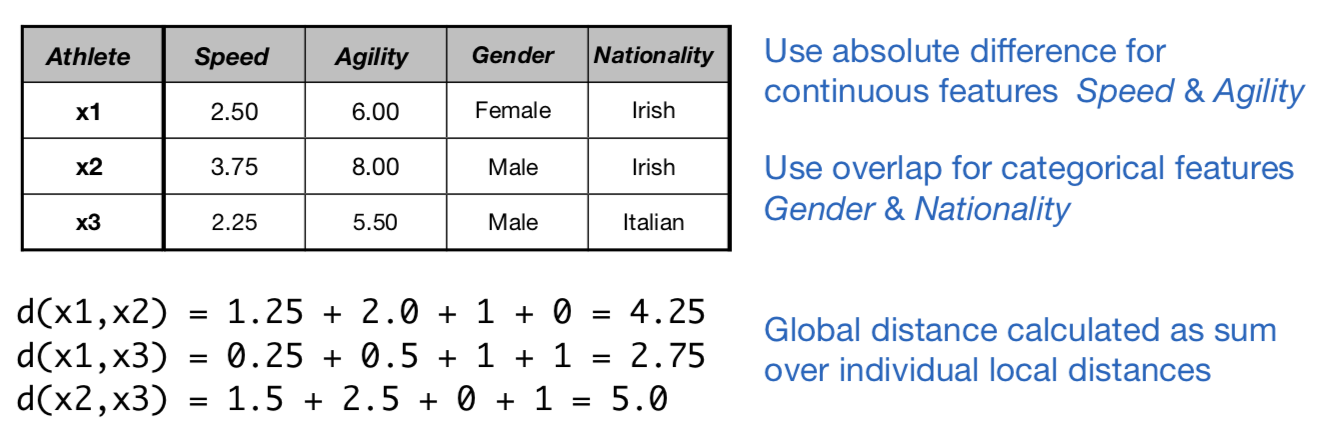 Athlete Speed Agility Gender Nationality
x1 2.50 6.00 Female Irish
x2 3.75 8.00 Male Irish
x3 2.25 5.50 Male Italian
Use absolute difference for
continuous features Speed & Agility
Use overlap for categorical features
Gender & Nationality
d(x1,x2) = 1.25 + 2.0 + 1 + 0 = 4.25
d(x1,x3) = 0.25 + 0.5 + 1 + 1 = 2.75
d(x2,x3) = 1.5 + 2.5 + 0 + 1 = 5.0
Global distance calculated as sum
over individual local distances